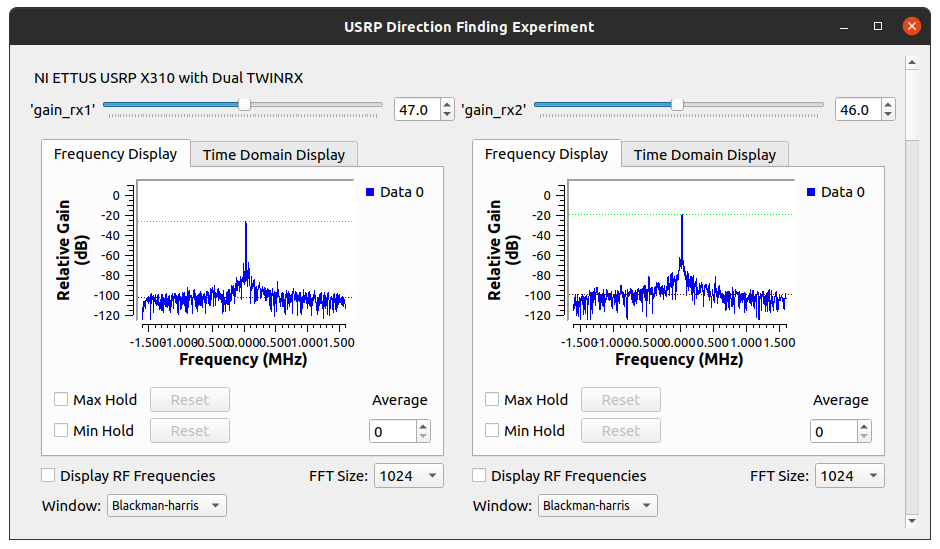 USRP Direction Finding Experiment
NI ETTUS USRP X310 with Dual TWINRX
'gain_rx1' 47.0 'gain_rx2' 46.0
Frequency Display Time Domain Display
0
-20
-40
-60
-80
-100
-120
Relative Gain
(dB)
Data 0
-1.500-1.000-0.5000.0000.5001.0001.500
Frequency (MHz)
Max Hold Reset Average
Min Hold Reset 0
Display RF Frequencies FFT Size: 1024
Window: Blackman-harris
Frequency Display Time Domain Display
0
-20
-40
-60
-80
-100
-120
Relative Gain
(dB)
Data 0
-1.500-1.000-0.5000.0000.5001.0001.500
Frequency (MHz)
Max Hold Reset Average
Min Hold Reset 0
Display RF Frequencies FFT Size: 1024
Window: Blackman-harris